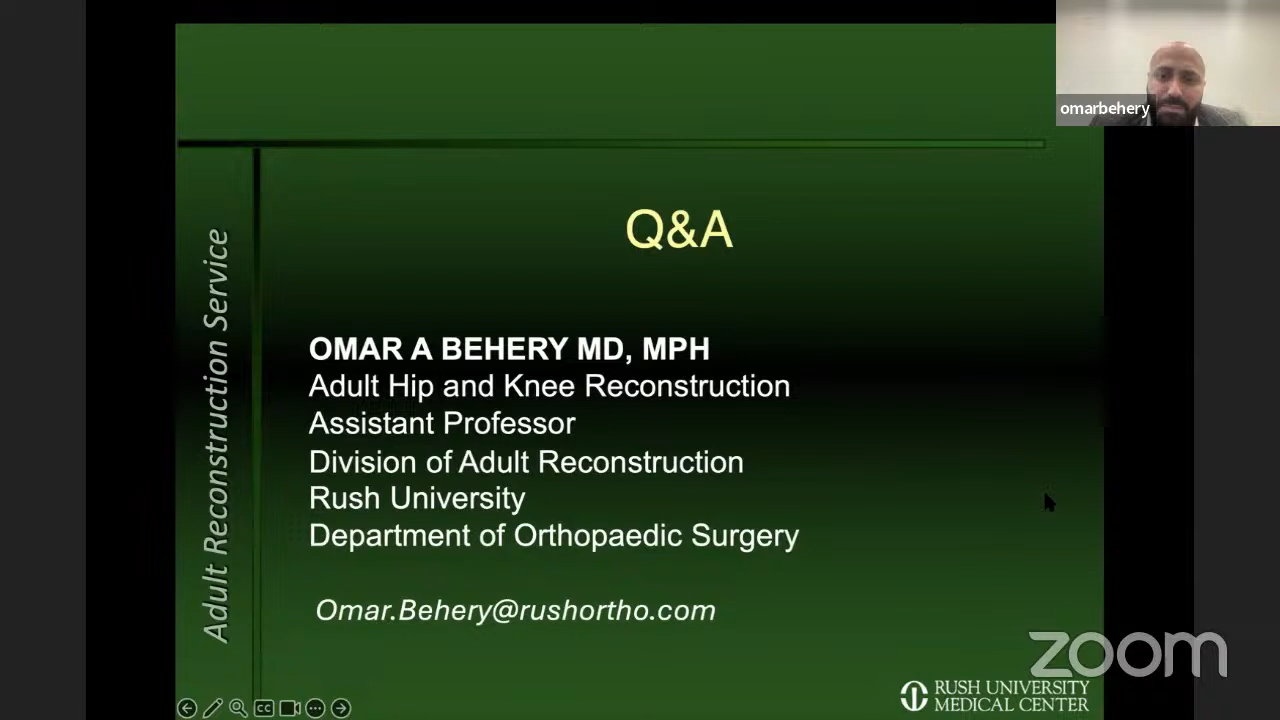 omarbehery
Q&A
Adult Reconstruction Service
OMAR A BEHERY MD, MPH
Adult Hip and Knee Reconstruction
Assistant Professor
Division of Adult Reconstruction
Rush University
Department of Orthopaedic Surgery
Omar.Behery@rushortho.com
zoom
RUSH UNIVERSITY
MEDICAL CENTER
CC